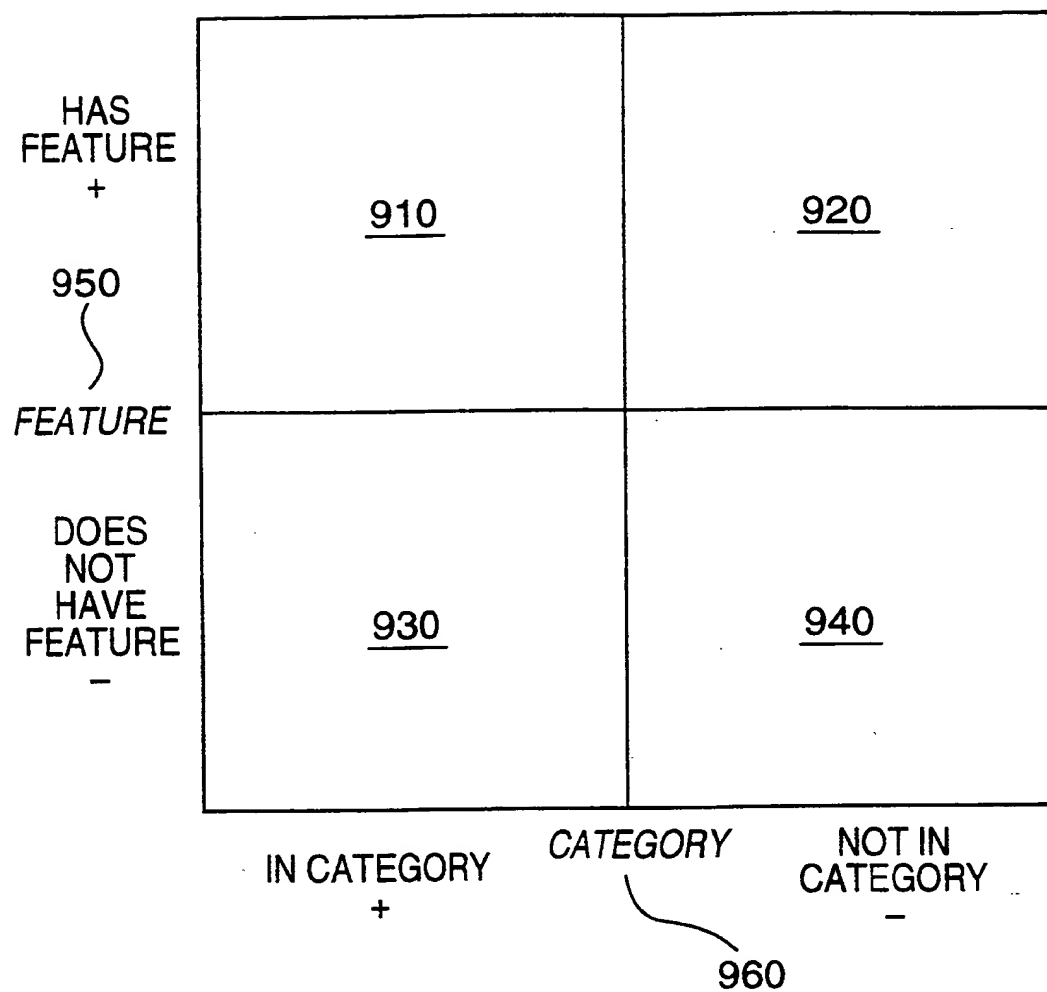 HAS
FEATURE
+
910
920
950
FEATURE
DOES
NOT
HAVE
FEATURE
–
930
940
IN CATEGORY
+
CATEGORY
NOT IN
CATEGORY
–
960